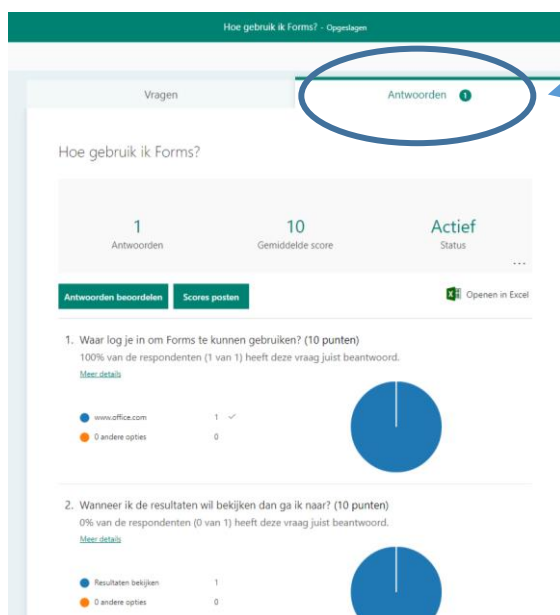 Hoe gebruik ik Forms? - Opgeslagen
Vragen
Antwoorden 1
Hoe gebruik ik Forms?
1 10 Actief
Antwoorden Gemiddelde score Status
...
Antwoorden beoordelen Scores posten Openen in Excel
1. Waar log je in om Forms te kunnen gebruiken? (10 punten)
100% van de respondenten (1 van 1) heeft deze vraag juist beantwoord.
Meer details
www.office.com 1 ✓
0 andere opties 0
2. Wanneer ik de resultaten wil bekijken dan ga ik naar? (10 punten)
0% van de respondenten (0 van 1) heeft deze vraag juist beantwoord.
Meer details
Resultaten bekijken 1
0 andere opties 0